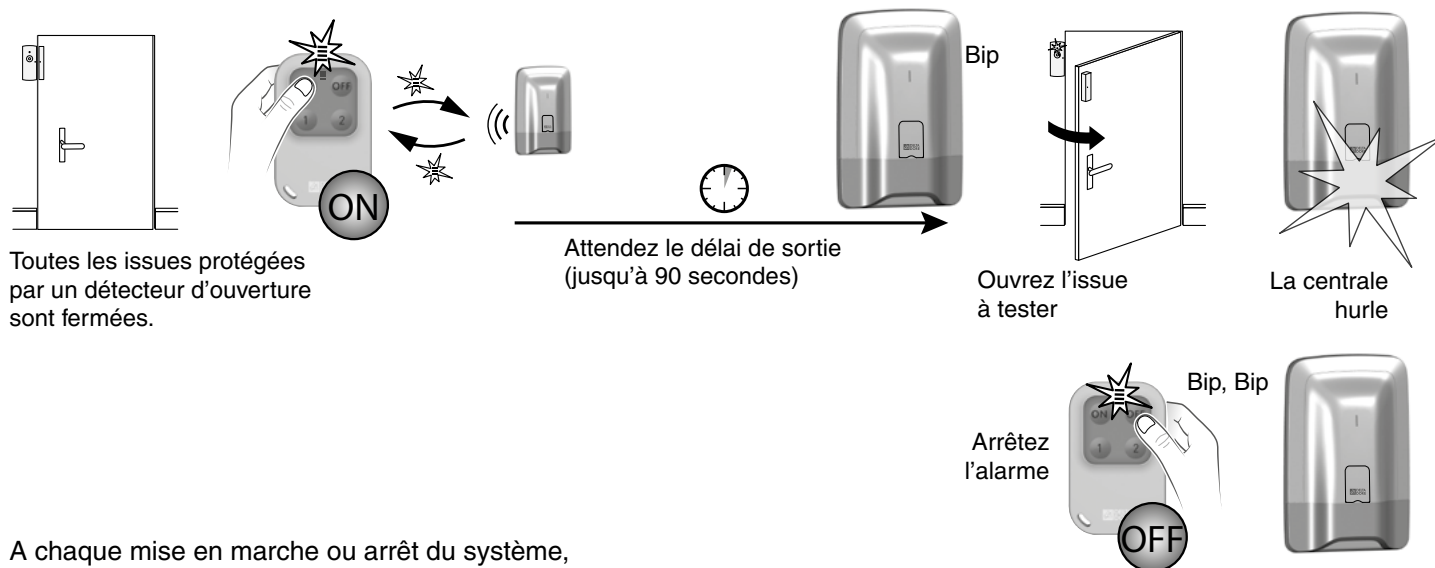 Bip
OFF
1 2
ON
Toutes les issues protégées
par un détecteur d'ouverture
sont fermées.
Attendez le délai de sortie
(jusqu'à 90 secondes)
Ouvrez l'issue
à tester
La centrale
hurle
Bip, Bip
ON OFF
1 2
Arrêtez
l'alarme
OFF
A chaque mise en marche ou arrêt du système,